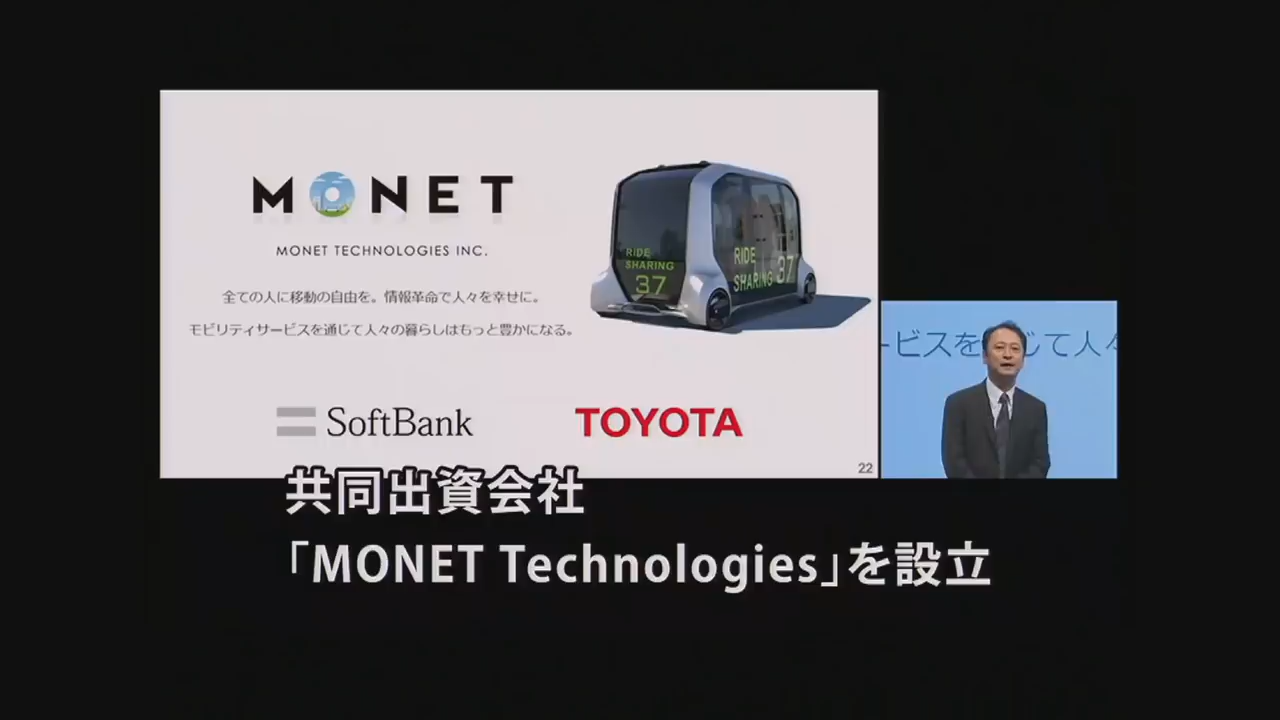 MONET
MONET TECHNOLOGIES INC.
全ての人に移動の自由を。情報革命で人々を幸せに。
モビリティサービスを通じて人々の暮らしはもっと豊かになる。
RIDE
SHARING
37
RIDE
SHARING 37
SoftBank
TOYOTA
22
ービスを じて人々
共同出資会社
「MONET Technologies」を設立